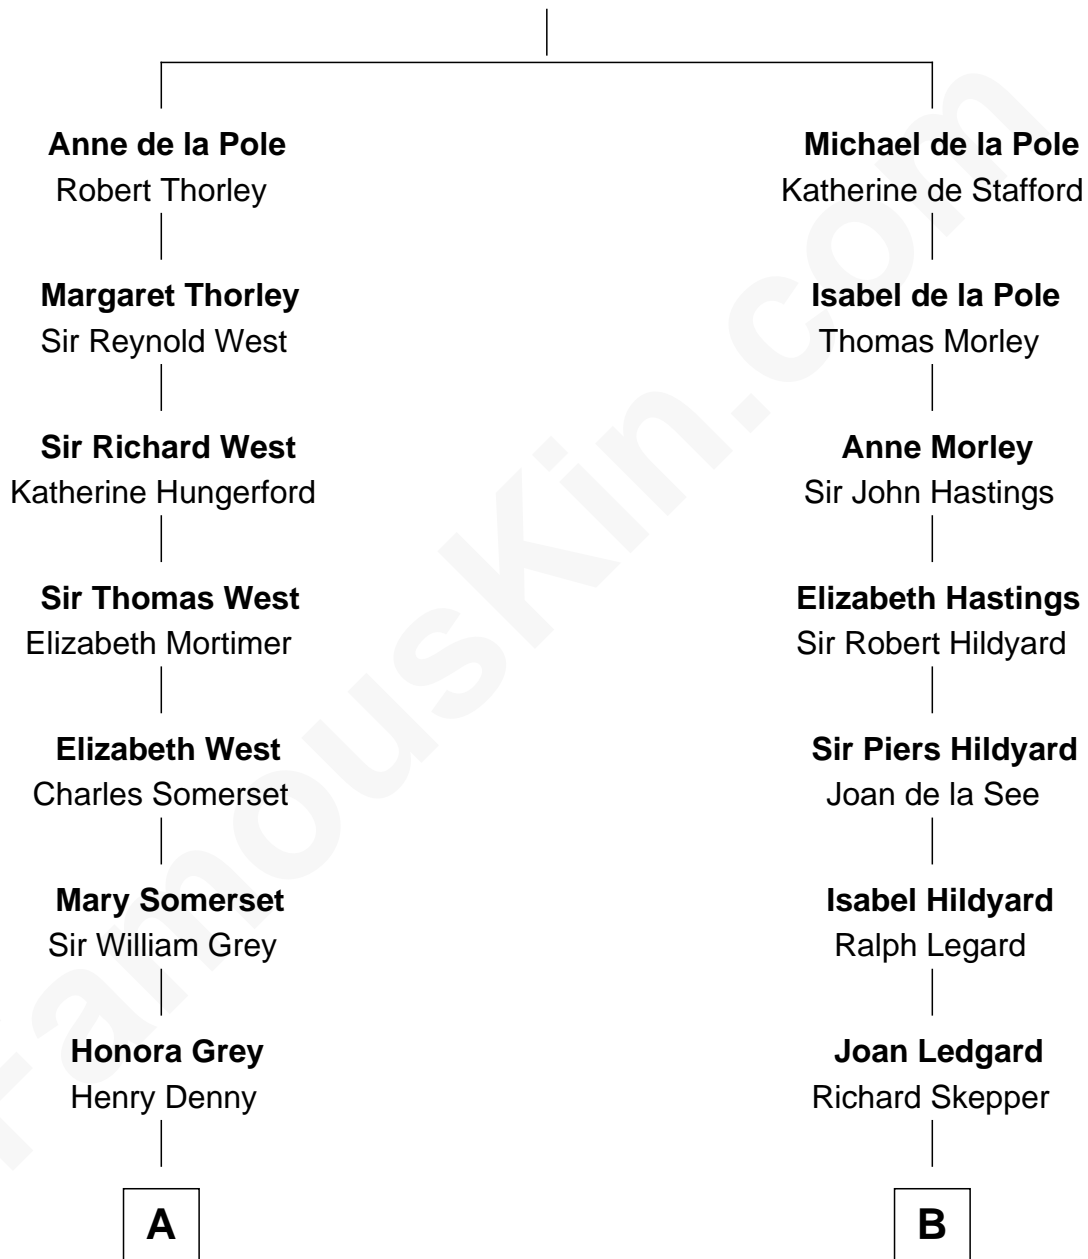 Anne de la Pole
Robert Thorley
Michael de la Pole
Katherine de Stafford
Margaret Thorley
Sir Reynold West
Isabel de la Pole
Thomas Morley
Sir Richard West
Katherine Hungerford
Anne Morley
Sir John Hastings
Sir Thomas West
Elizabeth Mortimer
Elizabeth Hastings
Sir Robert Hildyard
Elizabeth West
Charles Somerset
Sir Piers Hildyard
Joan de la See
Mary Somerset
Sir William Grey
Isabel Hildyard
Ralph Legard
Honora Grey
Henry Denny
Joan Ledgard
Richard Skepper
A
B
FamousKin.com